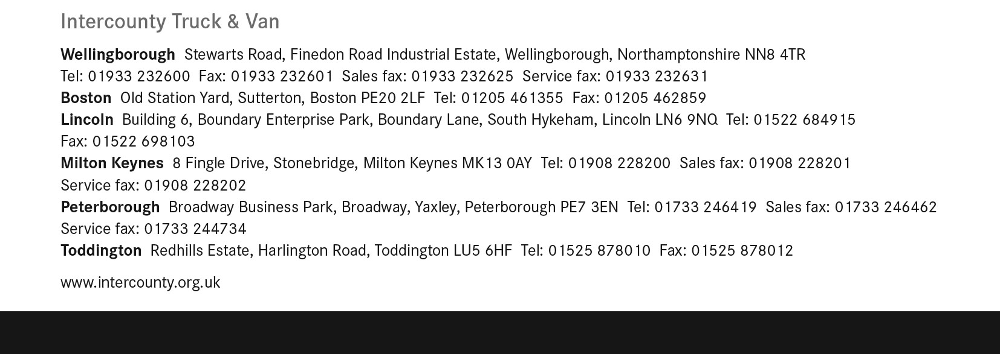 Intercounty Truck & Van
Wellingborough Stewarts Road, Finedon Road Industrial Estate, Wellingborough, Northamptonshire NN8 4TR
Tel: 01933 232600 Fax: 01933 232601 Sales fax: 01933 232625 Service fax: 01933 232631
Boston Old Station Yard, Sutterton, Boston PE20 2LF Tel: 01205 461355 Fax: 01205 462859
Lincoln Building 6, Boundary Enterprise Park, Boundary Lane, South Hykeham, Lincoln LN6 9NQ Tel: 01522 684915
Fax: 01522 698103
Milton Keynes 8 Fingle Drive, Stonebridge, Milton Keynes MK13 0AY Tel: 01908 228200 Sales fax: 01908 228201
Service fax: 01908 228202
Peterborough Broadway Business Park, Broadway, Yaxley, Peterborough PE7 3EN Tel: 01733 246419 Sales fax: 01733 246462
Service fax: 01733 244734
Toddington Redhills Estate, Harlington Road, Toddington LU5 6HF Tel: 01525 878010 Fax: 01525 878012
www.intercounty.org.uk